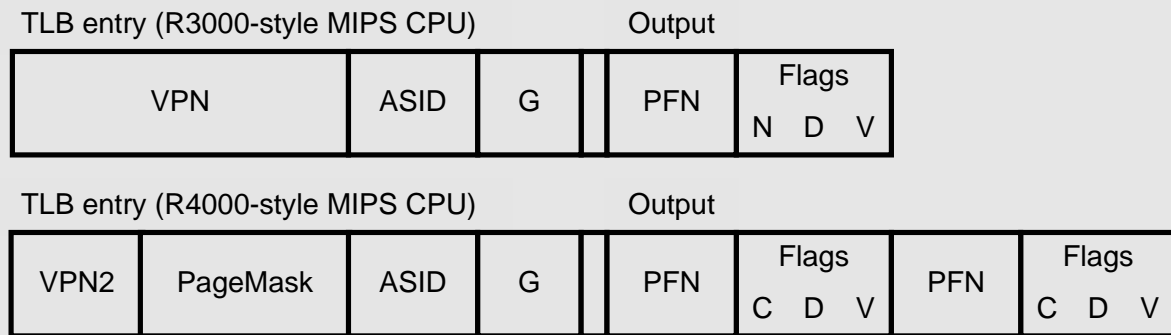 TLB entry (R3000-style MIPS CPU) Output
VPN ASID G PFN Flags
N D V
TLB entry (R4000-style MIPS CPU) Output
VPN2 PageMask ASID G PFN Flags PFN Flags
C D V C D V